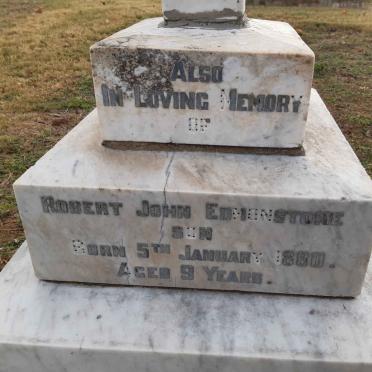 Also
In Loving Memory
of
Robert John Edmonstone
Son
Born 5th January 1880.
Aged 9 Years.